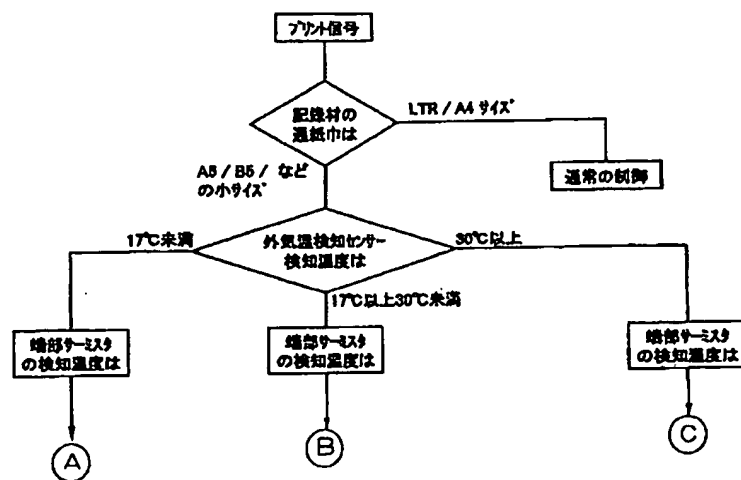 プリント信号
記録材の
通紙巾は
LTR / A4 サイズ
A5 / B5 / など
の小サイズ
通常の制御
17℃未満
外気温検知センサー
検知温度は
30℃以上
17℃以上30℃未満
端部サーミスタ
の検知温度は
端部サーミスタ
の検知温度は
端部サーミスタ
の検知温度は
A
B
C